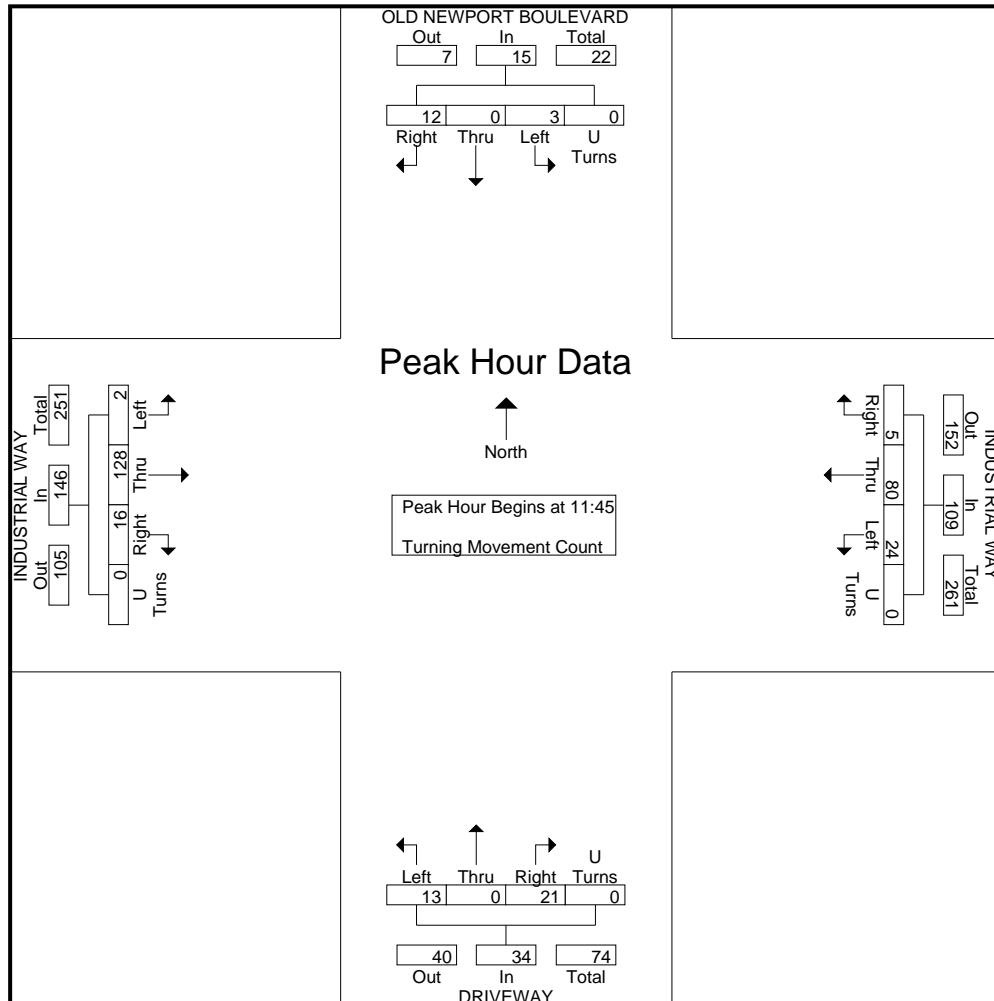 OLD NEWPORT BOULEVARD
Out In Total
7 15 22
12 0 3 0
Right Thru Left U
Turns
Peak Hour Data
North
Peak Hour Begins at 11:45
Turning Movement Count
INDUSTRIAL WAY
Total In Out
251 146 105
2 128 16 0
Left Thru Right U
Turns
INDUSTRIAL WAY
Out In Total
152 109 261
5 80 24 0
Right Thru Left U
Turns
U
Left Thru Right Turns
13 0 21 0
40 34 74
Out In Total
DRIVEWAY